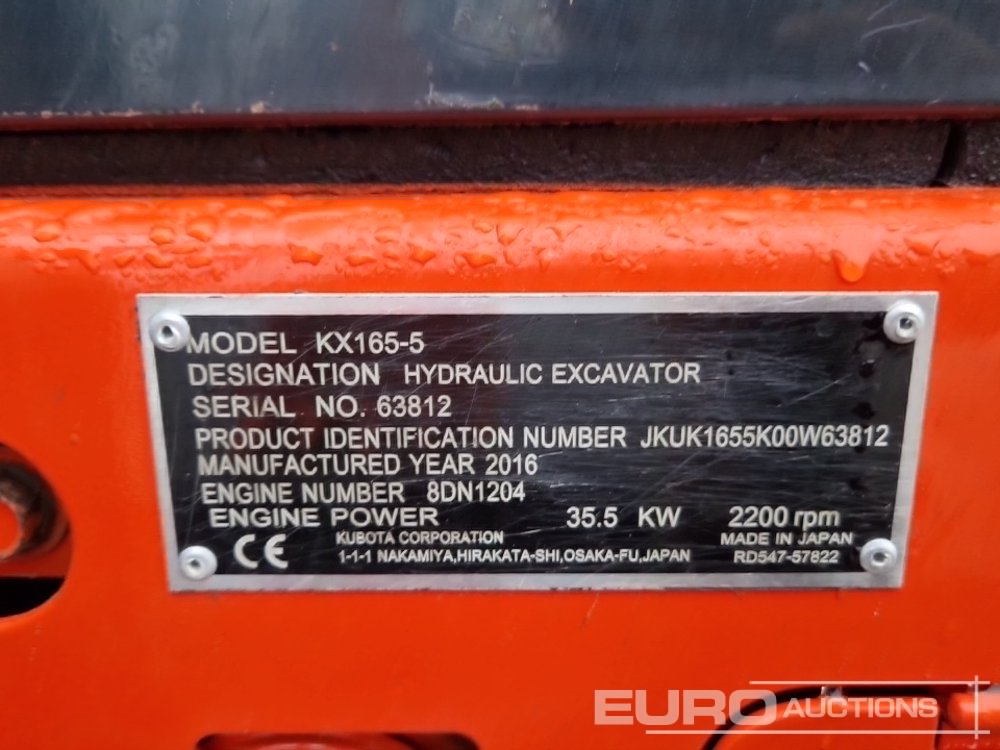 MODEL KX165-5
DESIGNATION HYDRAULIC EXCAVATOR
SERIAL NO. 63812
PRODUCT IDENTIFICATION NUMBER JKUK1655K00W63812
MANUFACTURED YEAR 2016
ENGINE NUMBER 8DN1204
ENGINE POWER 35.5 KW 2200 rpm
CE KUBOTA CORPORATION MADE IN JAPAN
1-1-1 NAKAMIYA,HIRAKATA-SHI,OSAKA-FU,JAPAN RD547-57822
EURO AUCTIONS